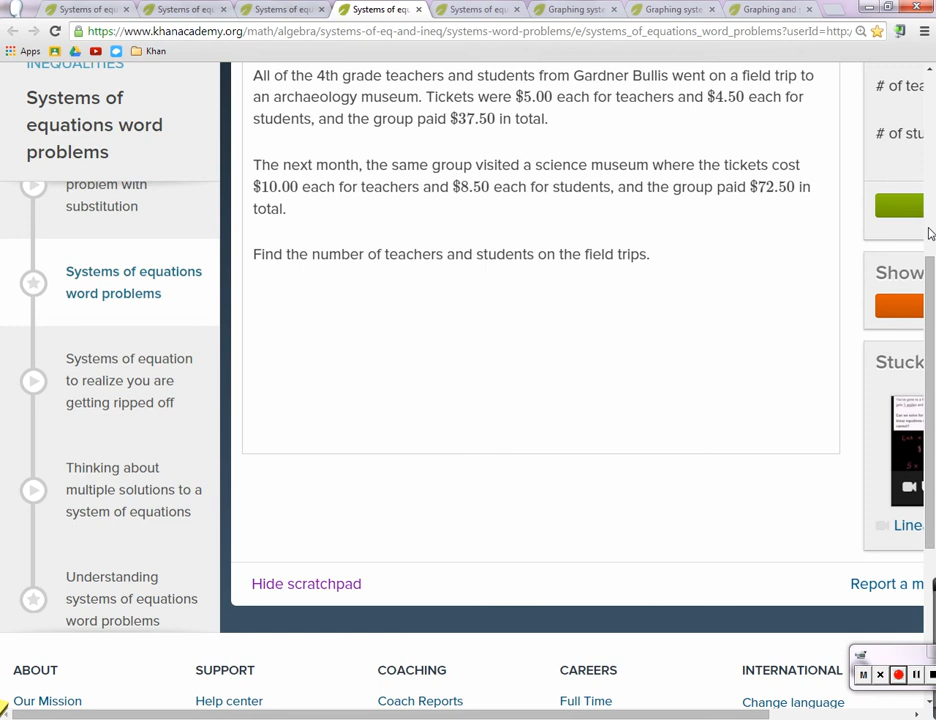 Systems of equ
Systems of equ
Systems of equ
Systems of equ
Systems of equ
Graphing syste
Graphing syste
Graphing and s
https://www.khanacademy.org/math/algebra/systems-of-eq-and-ineq/systems-word-problems/e/systems_of_equations_word_problems?userId=http:/
Apps
Khan
INEQUALITIES
Systems of
equations word
problems
problem with
substitution
Systems of equations
word problems
Systems of equation
to realize you are
getting ripped off
Thinking about
multiple solutions to a
system of equations
Understanding
systems of equations
word problems
All of the 4th grade teachers and students from Gardner Bullis went on a field trip to
an archaeology museum. Tickets were $5.00 each for teachers and $4.50 each for
students, and the group paid $37.50 in total.
The next month, the same group visited a science museum where the tickets cost
$10.00 each for teachers and $8.50 each for students, and the group paid $72.50 in
total.
Find the number of teachers and students on the field trips.
# of tea
# of stu
Show
Stuck
Line
Hide scratchpad
Report a m
ABOUT
SUPPORT
COACHING
CAREERS
INTERNATIONAL
Our Mission
Help center
Coach Reports
Full Time
Change language
M